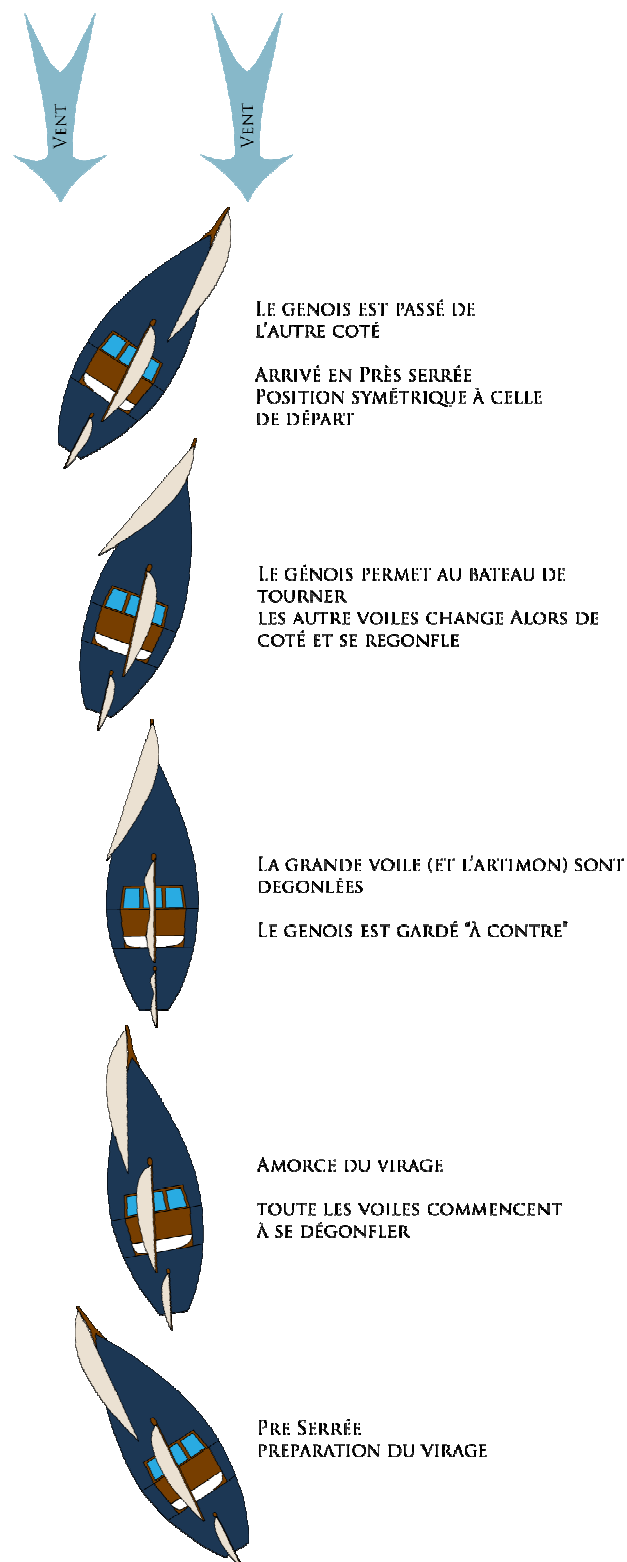 Vent
Vent
Le genois est passé de
l'autre coté
Arrivé en Près serrée
Position symétrique à celle
de départ
Le génois permet au bateau de
tourner
les autre voiles change Alors de
coté et se regonfle
La grande voile (et l'artimon) sont
degonlées
Le genois est gardé "à contre"
Amorce du virage
toute les voiles commencent
à se dégonfler
Pre Serrée
preparation du virage